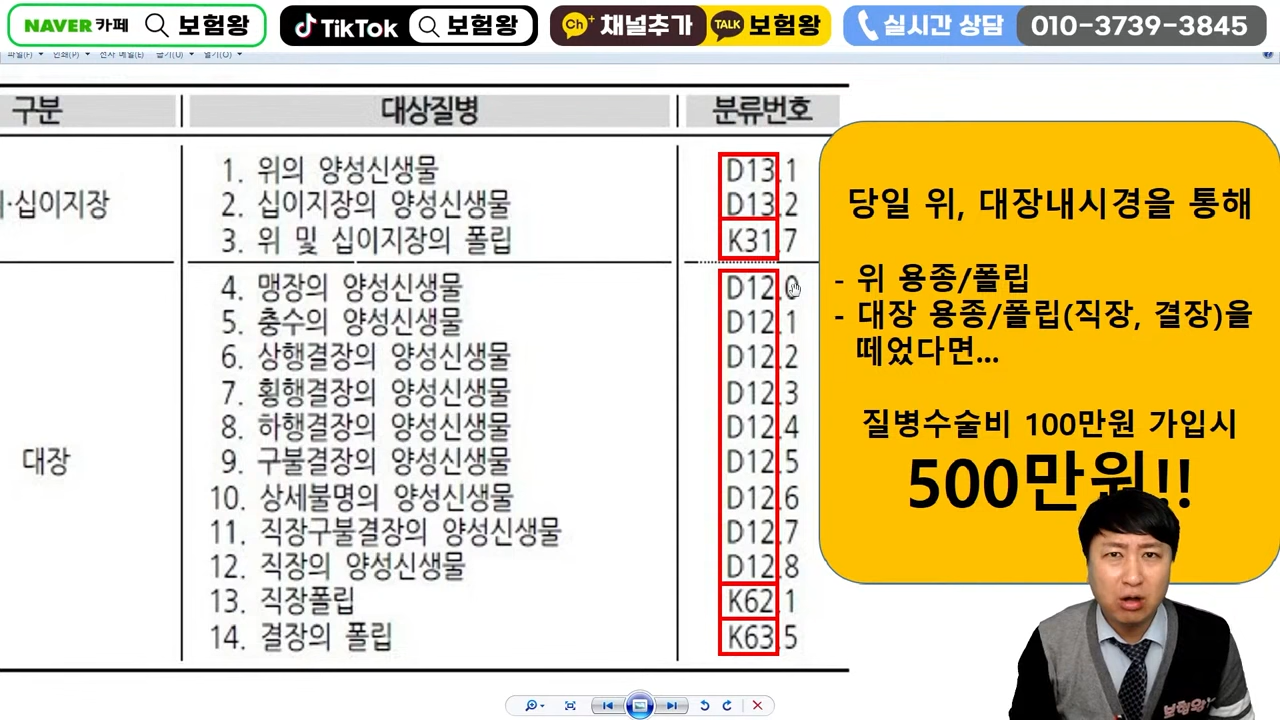 NAVER 카페 보험왕
TikTok 보험왕
Ch+ 채널추가 TALK 보험왕
실시간 상담 010-3739-3845
구분 대상질병 분류번호
·십이지장
1. 위의 양성신생물 D13.1
2. 십이지장의 양성신생물 D13.2
3. 위 및 십이지장의 폴립 K31.7
대장
4. 맹장의 양성신생물 D12.0
5. 충수의 양성신생물 D12.1
6. 상행결장의 양성신생물 D12.2
7. 횡행결장의 양성신생물 D12.3
8. 하행결장의 양성신생물 D12.4
9. 구불결장의 양성신생물 D12.5
10. 상세불명의 양성신생물 D12.6
11. 직장구불결장의 양성신생물 D12.7
12. 직장의 양성신생물 D12.8
13. 직장폴립 K62.1
14. 결장의 폴립 K63.5
당일 위, 대장내시경을 통해
- 위 용종/폴립
- 대장 용종/폴립(직장, 결장)을
떼었다면...
질병수술비 100만원 가입시
500만원!!
보험왕